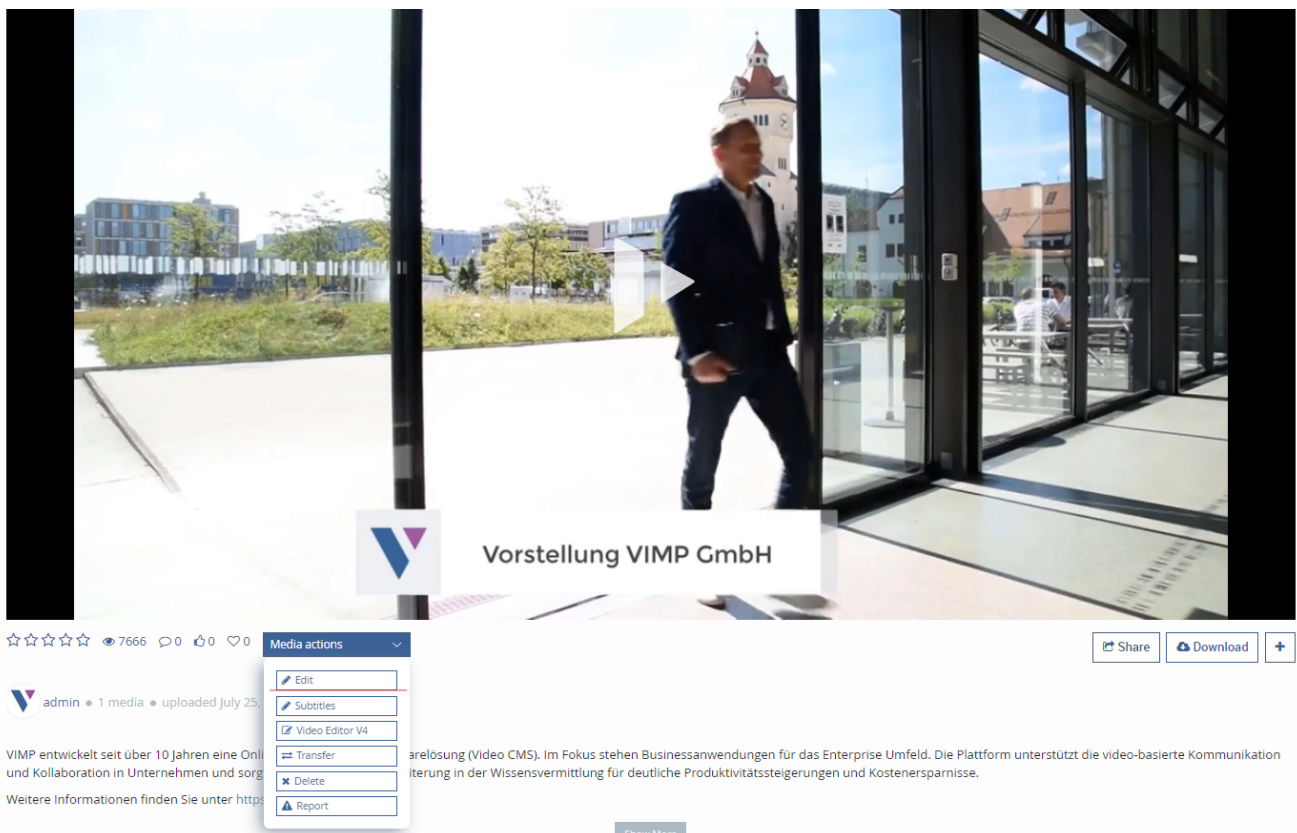 Vorstellung VIMP GmbH
7666 0 0 0
Media actions
Share
Download
Edit
admin ● 1 media ● uploaded July 25,
Subtitles
Video Editor V4
VIMP entwickelt seit über 10 Jahren eine Onli
arelösung (Video CMS). Im Fokus stehen Businessanwendungen für das Enterprise Umfeld. Die Plattform unterstützt die video-basierte Kommunikation
Transfer
und Kollaboration in Unternehmen und sorg
iterung in der Wissensvermittlung für deutliche Produktivitätssteigerungen und Kostenersparnisse.
Delete
Weitere Informationen finden Sie unter https
Report
Show More